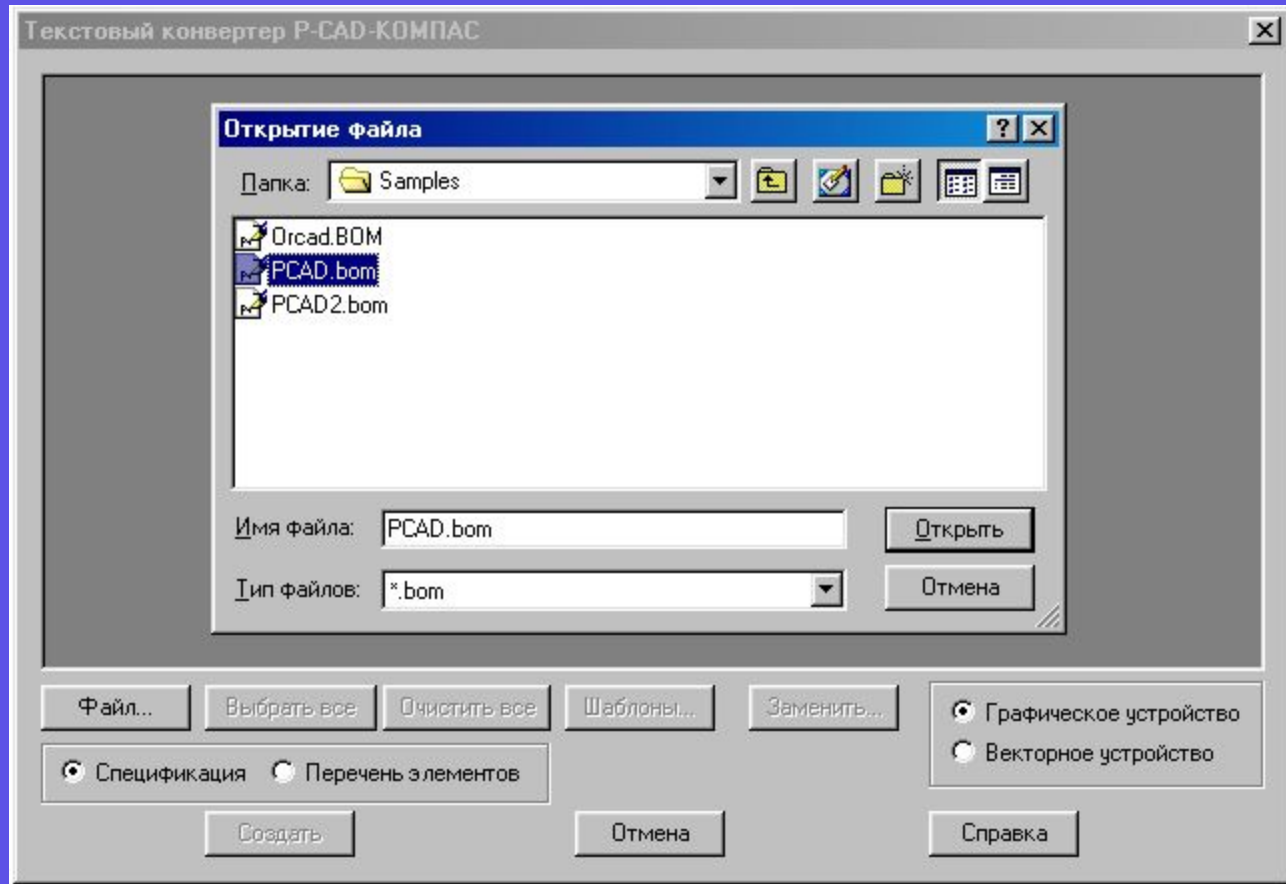 Текстовый конвертер P-CAD-КОМПАС
Открытие файла
Папка: Samples
Orcad.BOM
PCAD.bom
PCAD2.bom
Имя файла: PCAD.bom Открыть
Тип файлов: *.bom Отмена
Файл... Выбрать все Очистить все Шаблоны... Заменить...
Графическое устройство
Векторное устройство
Спецификация Перечень элементов
Создать Отмена Справка